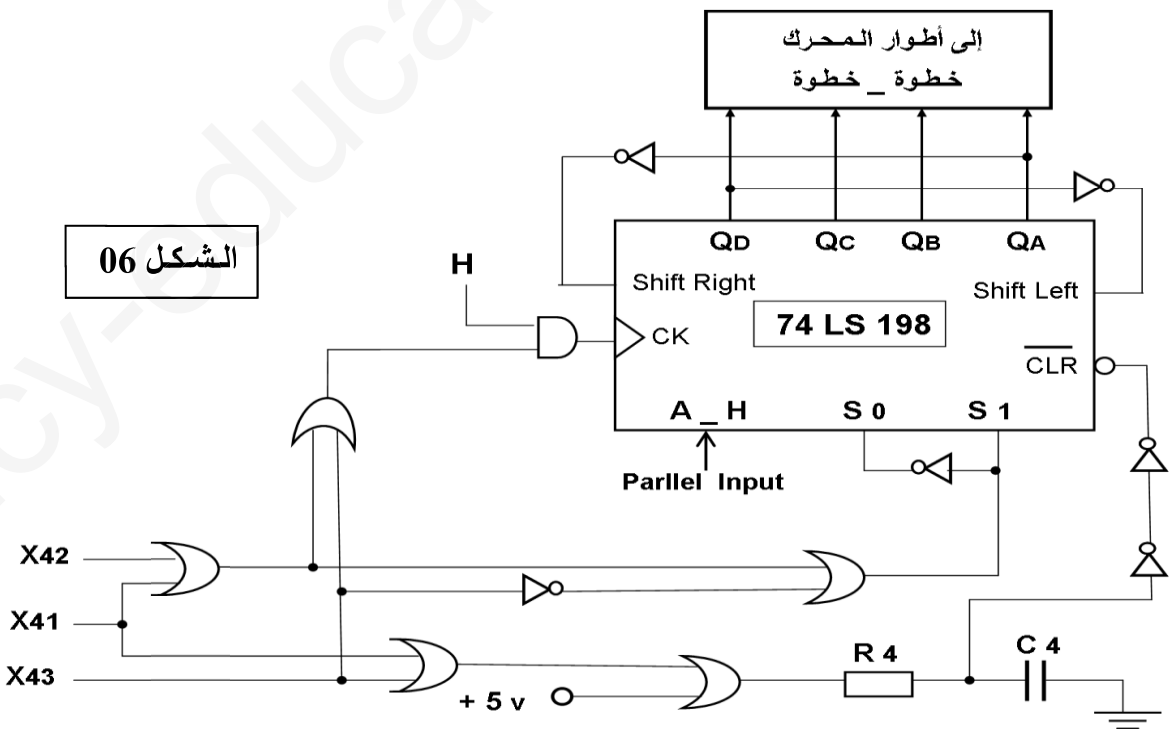 إلى أطوار المحرك
خطوة _ خطوة
الشكل 06
H
QD QC QB QA
Shift Right
Shift Left
74 LS 198
CK
CLR
A _ H
S 0
S 1
Parllel Input
X42
X41
X43
+ 5 v
R 4
C 4